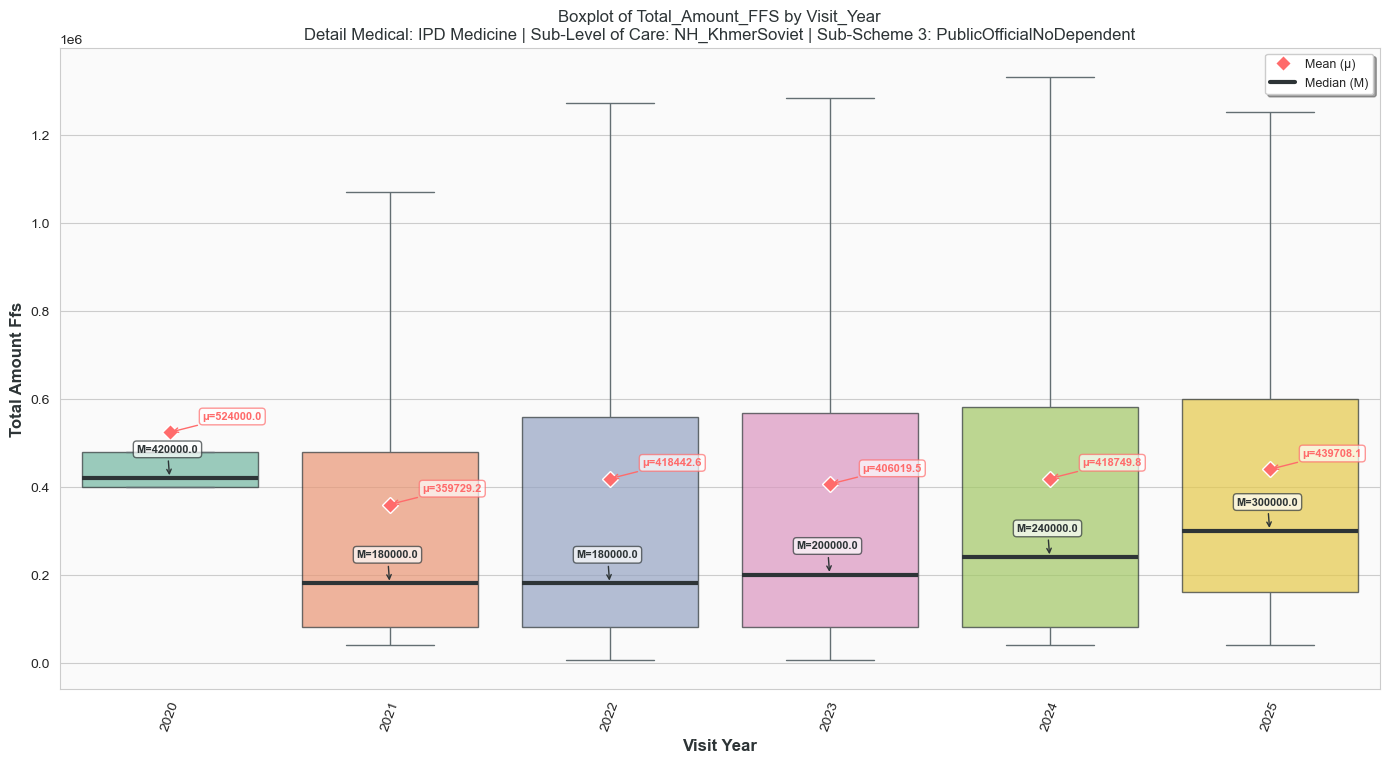 Boxplot of Total_Amount_FFS by Visit_Year
Detail Medical: IPD Medicine | Sub-Level of Care: NH_KhmerSoviet | Sub-Scheme 3: PublicOfficialNoDependent
1e6
Mean (μ)
Median (M)
1.2
1.0
0.8
0.6
0.4
0.2
0.0
Total Amount Ffs
μ=524000.0
M=420000.0
μ=359729.2
M=180000.0
μ=418442.6
M=180000.0
μ=406019.5
M=200000.0
μ=418749.8
M=240000.0
μ=439708.1
M=300000.0
2020
2021
2022
2023
2024
2025
Visit Year